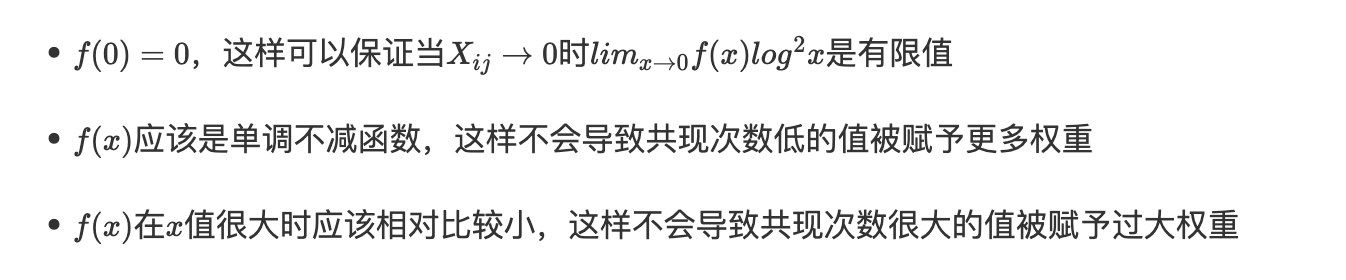 • f(0) = 0，这样可以保证当X_{ij} → 0时lim_{x→0}f(x)log²x是有限值
• f(x)应该是单调不减函数，这样不会导致共现次数低的值被赋予更多权重
• f(x)在x值很大时应该相对比较小，这样不会导致共现次数很大的值被赋予过大权重